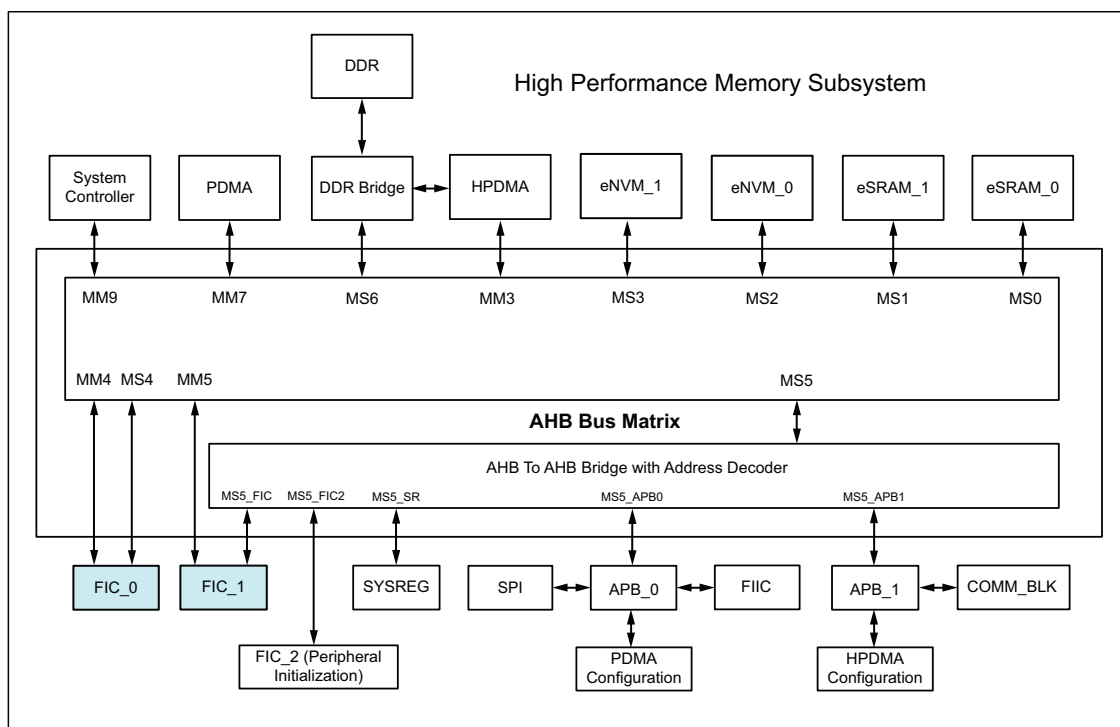 DDR
High Performance Memory Subsystem
System
Controller
PDMA
DDR Bridge
HPDMA
eNVM_1
eNVM_0
eSRAM_1
eSRAM_0
MM9
MM7
MS6
MM3
MS3
MS2
MS1
MS0
MM4
MS4
MM5
MS5
AHB Bus Matrix
AHB To AHB Bridge with Address Decoder
MS5_FIC
MS5_FIC2
MS5_SR
MS5_APB0
MS5_APB1
FIC_0
FIC_1
SYSREG
SPI
APB_0
FIIC
APB_1
COMM_BLK
FIC_2 (Peripheral
Initialization)
PDMA
Configuration
HPDMA
Configuration